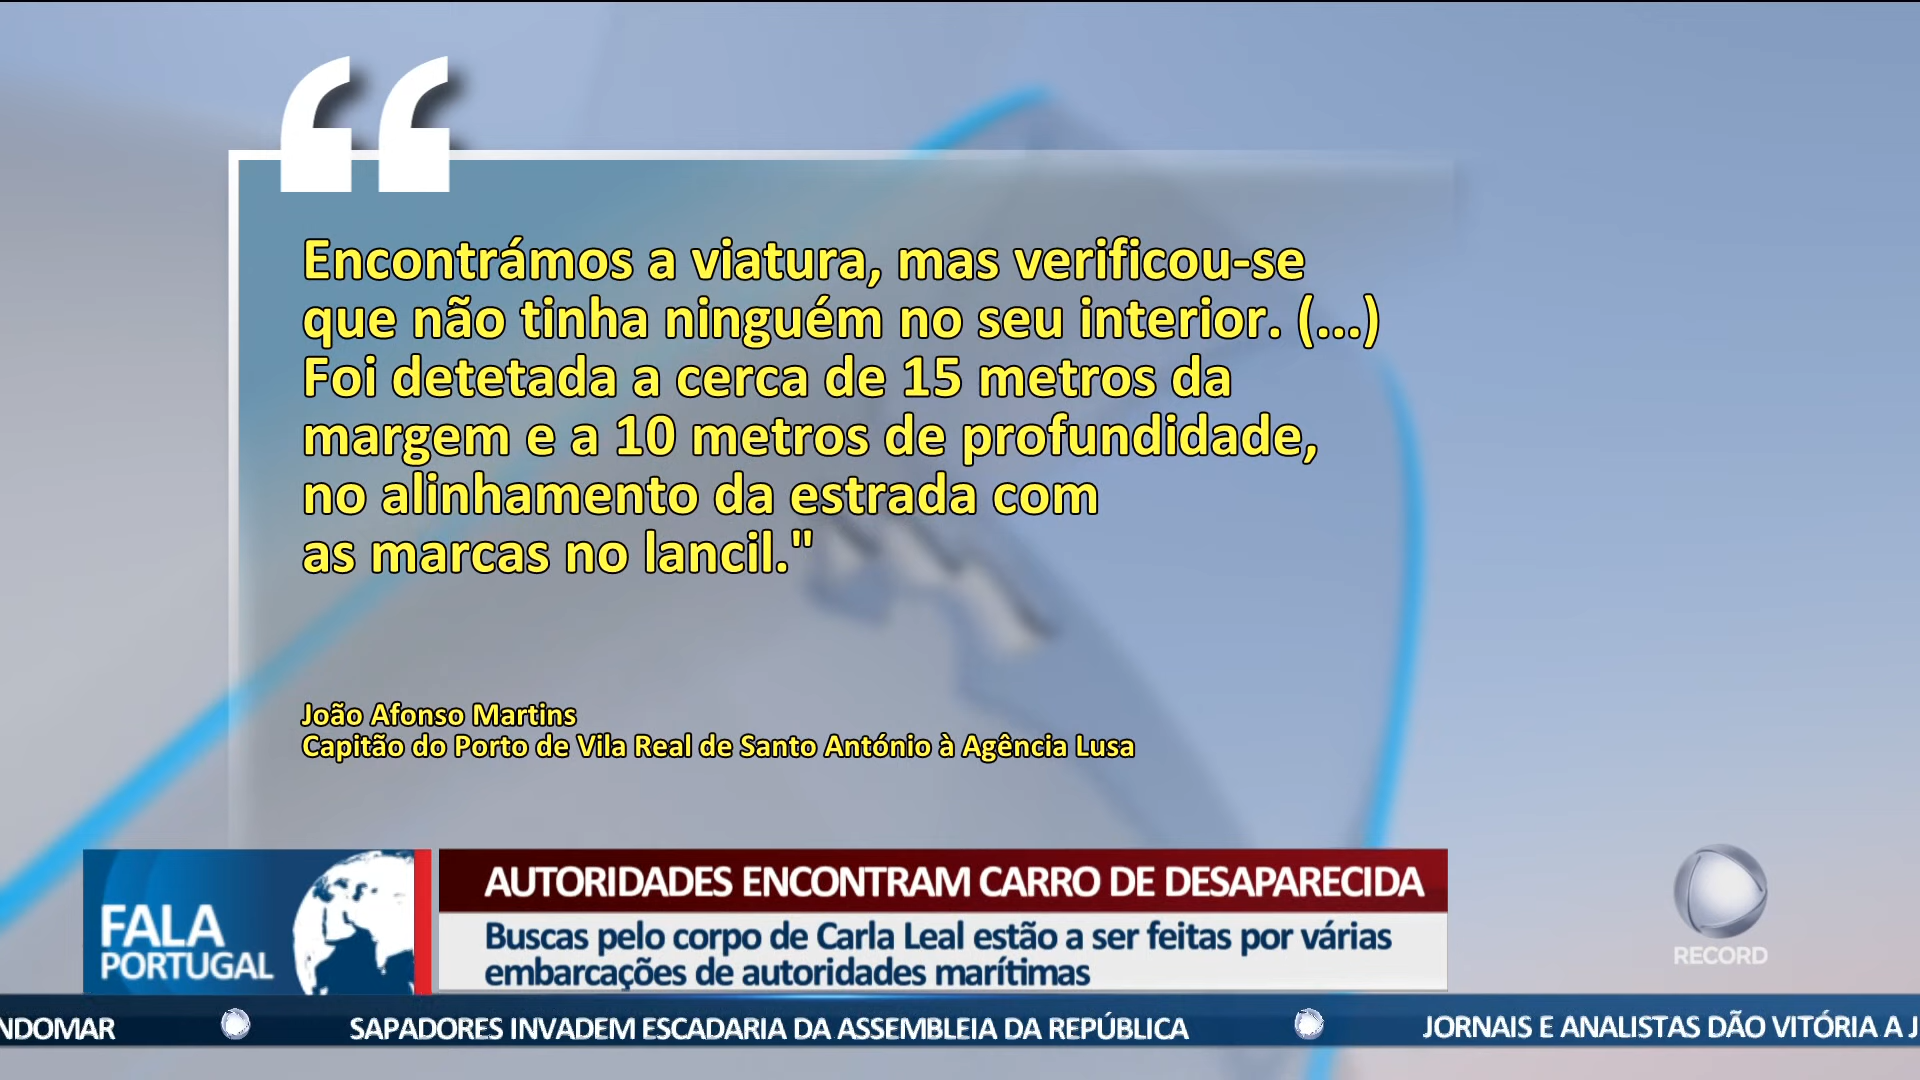 Encontrámos a viatura, mas verificou-se
que não tinha ninguém no seu interior. (...)
Foi detetada a cerca de 15 metros da
margem e a 10 metros de profundidade,
no alinhamento da estrada com
as marcas no lancil."
João Afonso Martins
Capitão do Porto de Vila Real de Santo António à Agência Lusa
FALA
PORTUGAL
AUTORIDADES ENCONTRAM CARRO DE DESAPARECIDA
Buscas pelo corpo de Carla Leal estão a ser feitas por várias
embarcações de autoridades marítimas
RECORD
NDOMAR
SAPADORES INVADEM ESCADARIA DA ASSEMBLEIA DA REPÚBLICA
JORNAIS E ANALISTAS DÃO VITÓRIA A J